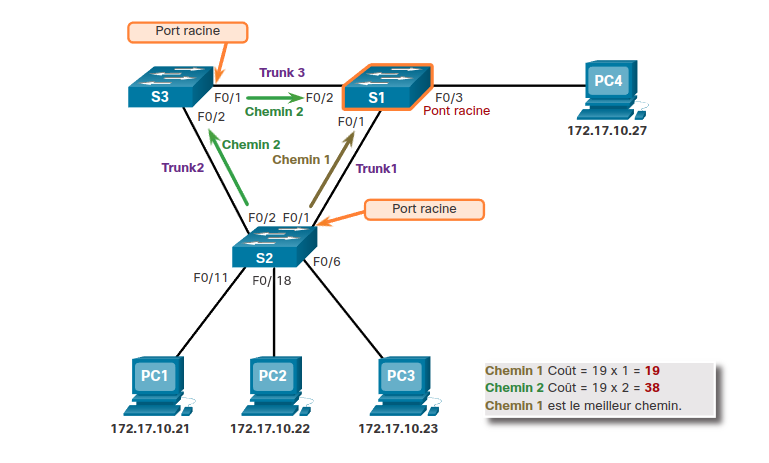 Port racine
Trunk 3
PC4
S3
F0/1
F0/2
S1
F0/3
Chemin 2
Pont racine
F0/2
F0/1
172.17.10.27
Chemin 2
Chemin 1
Trunk2
Trunk1
Port racine
F0/2 F0/1
S2
F0/6
F0/11
F0/18
PC1
PC2
PC3
172.17.10.21
172.17.10.22
172.17.10.23
Chemin 1 Coût = 19 x 1 = 19
Chemin 2 Coût = 19 x 2 = 38
Chemin 1 est le meilleur chemin.